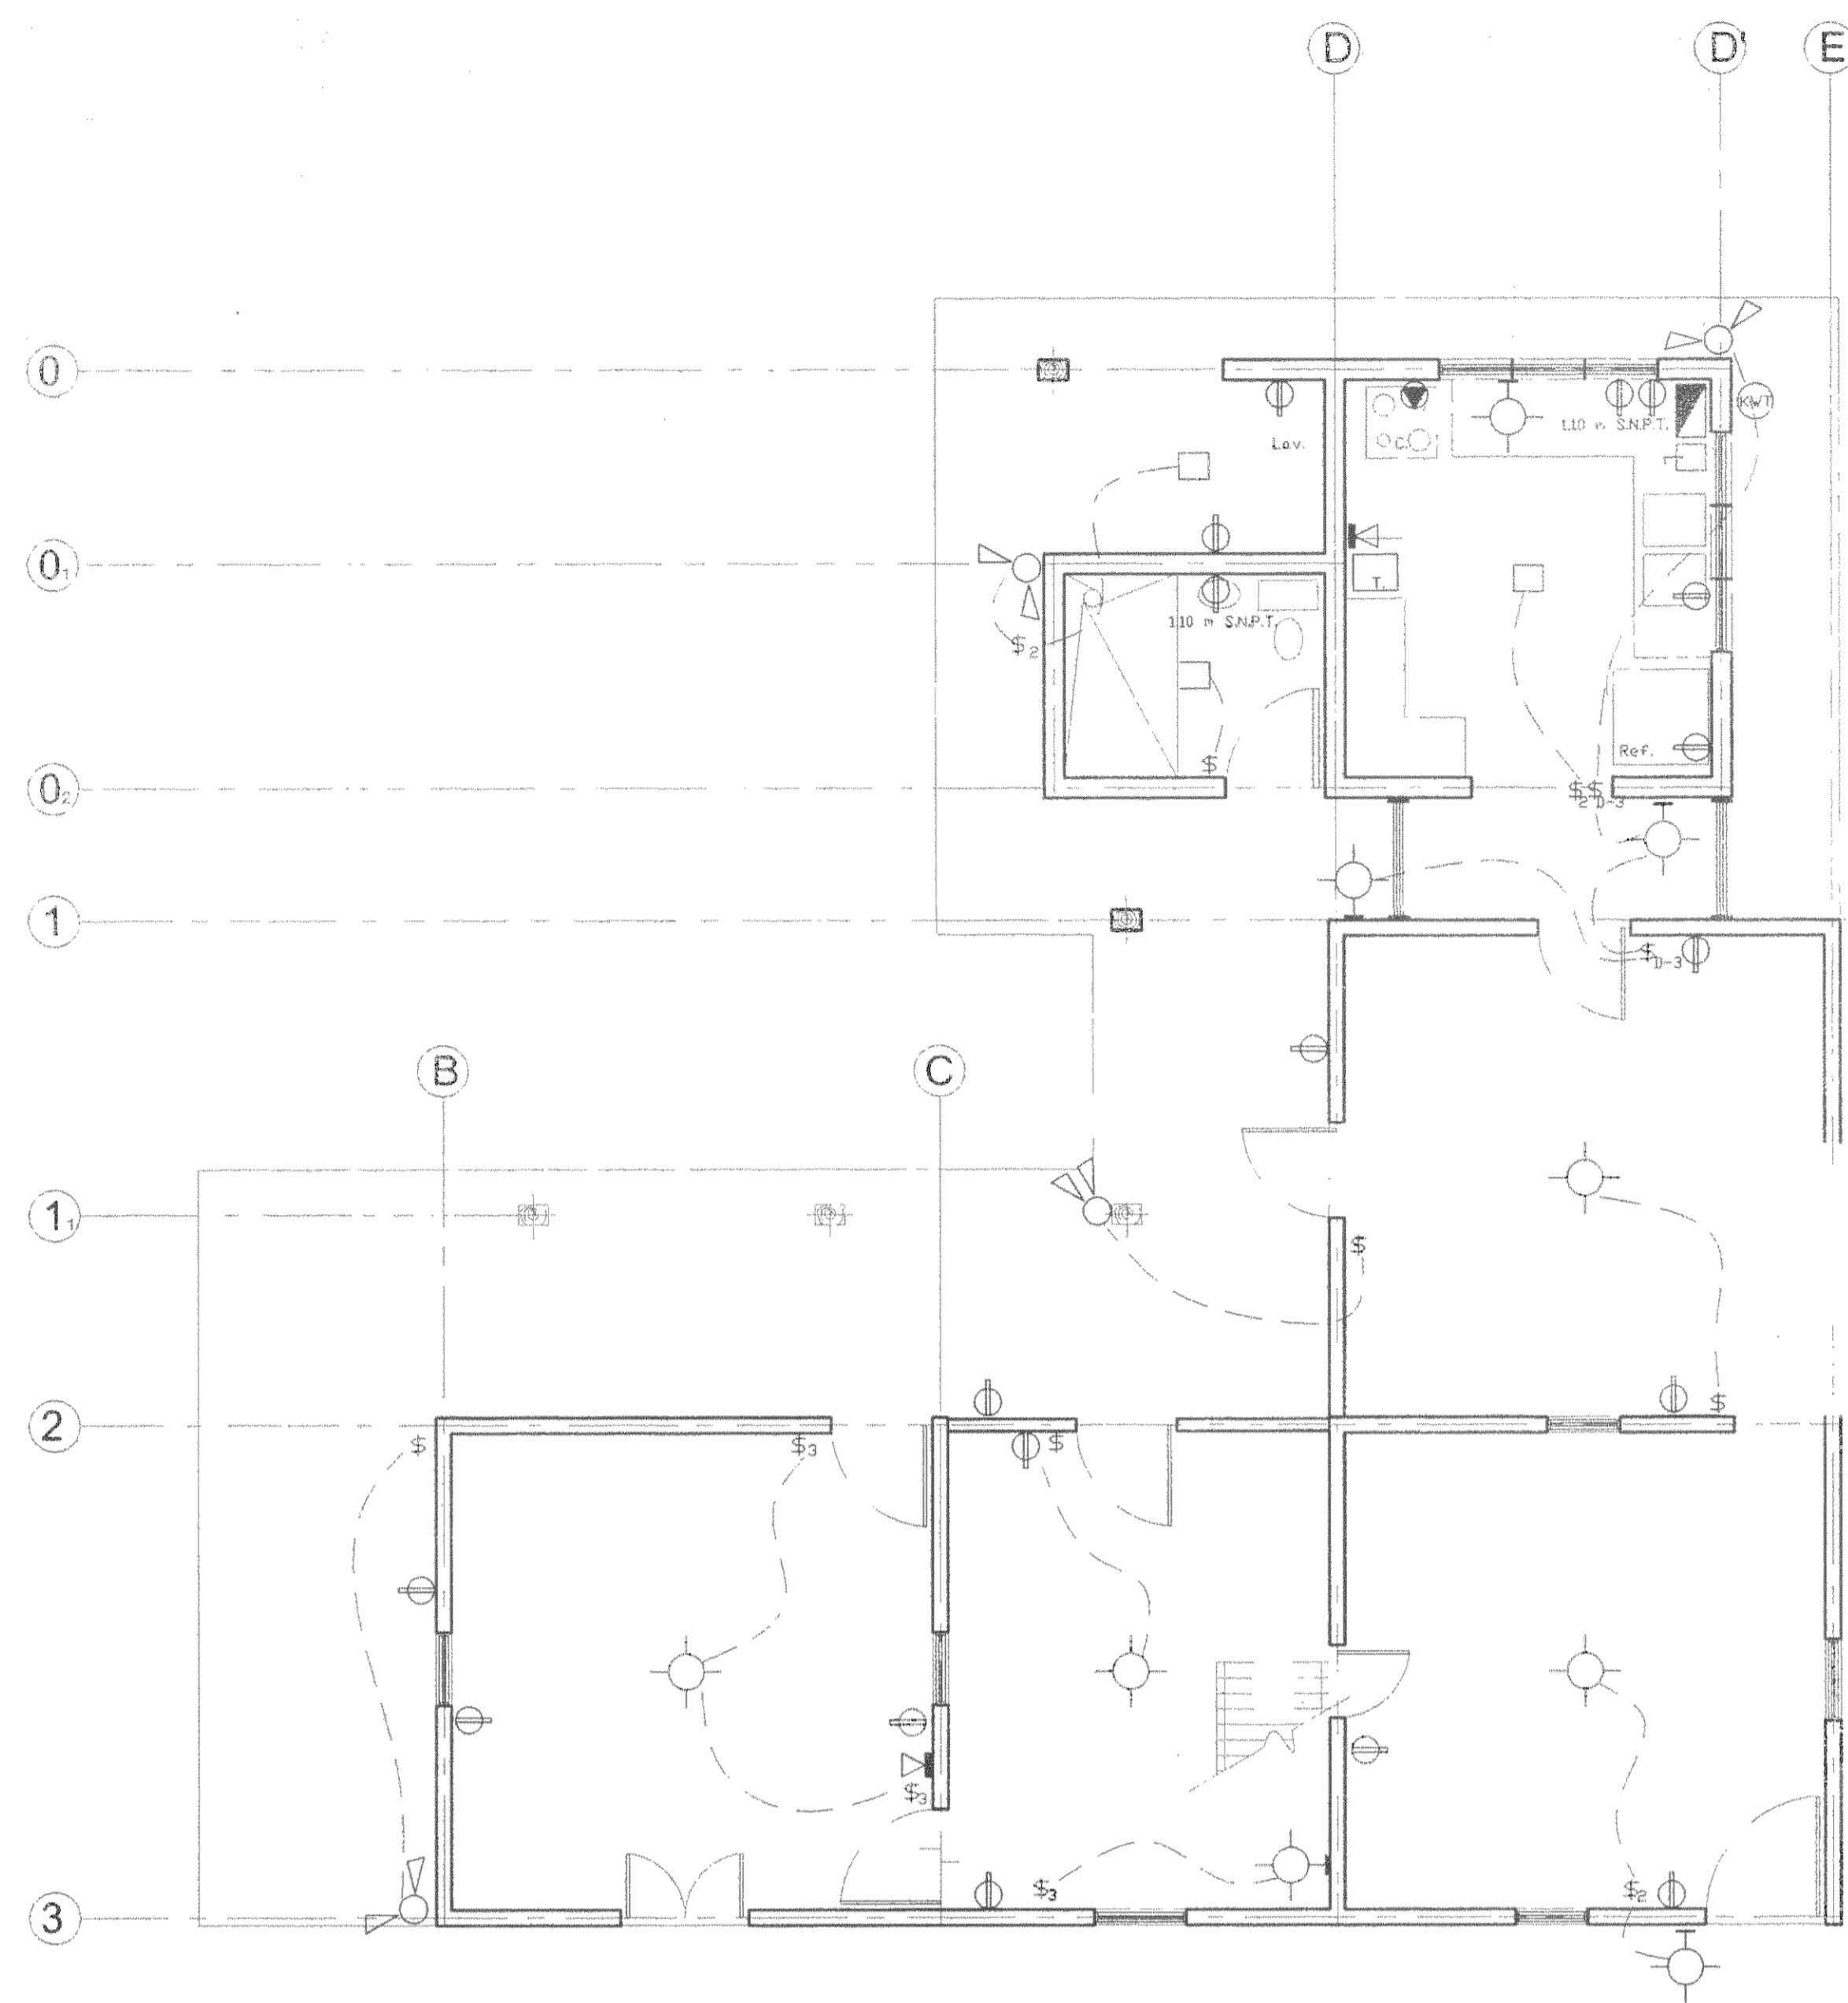 D D' E
0
KWT
1.10 m S.N.P.T.
Lav.
C.
0₁
T.
1.10 m S.N.P.T.
$₂
Ref.
$
0₂
$₂ $D-3
1
$D-3
B C
1₁
$
$
2
$ $₃ $
$₃
$₃ $₂
3